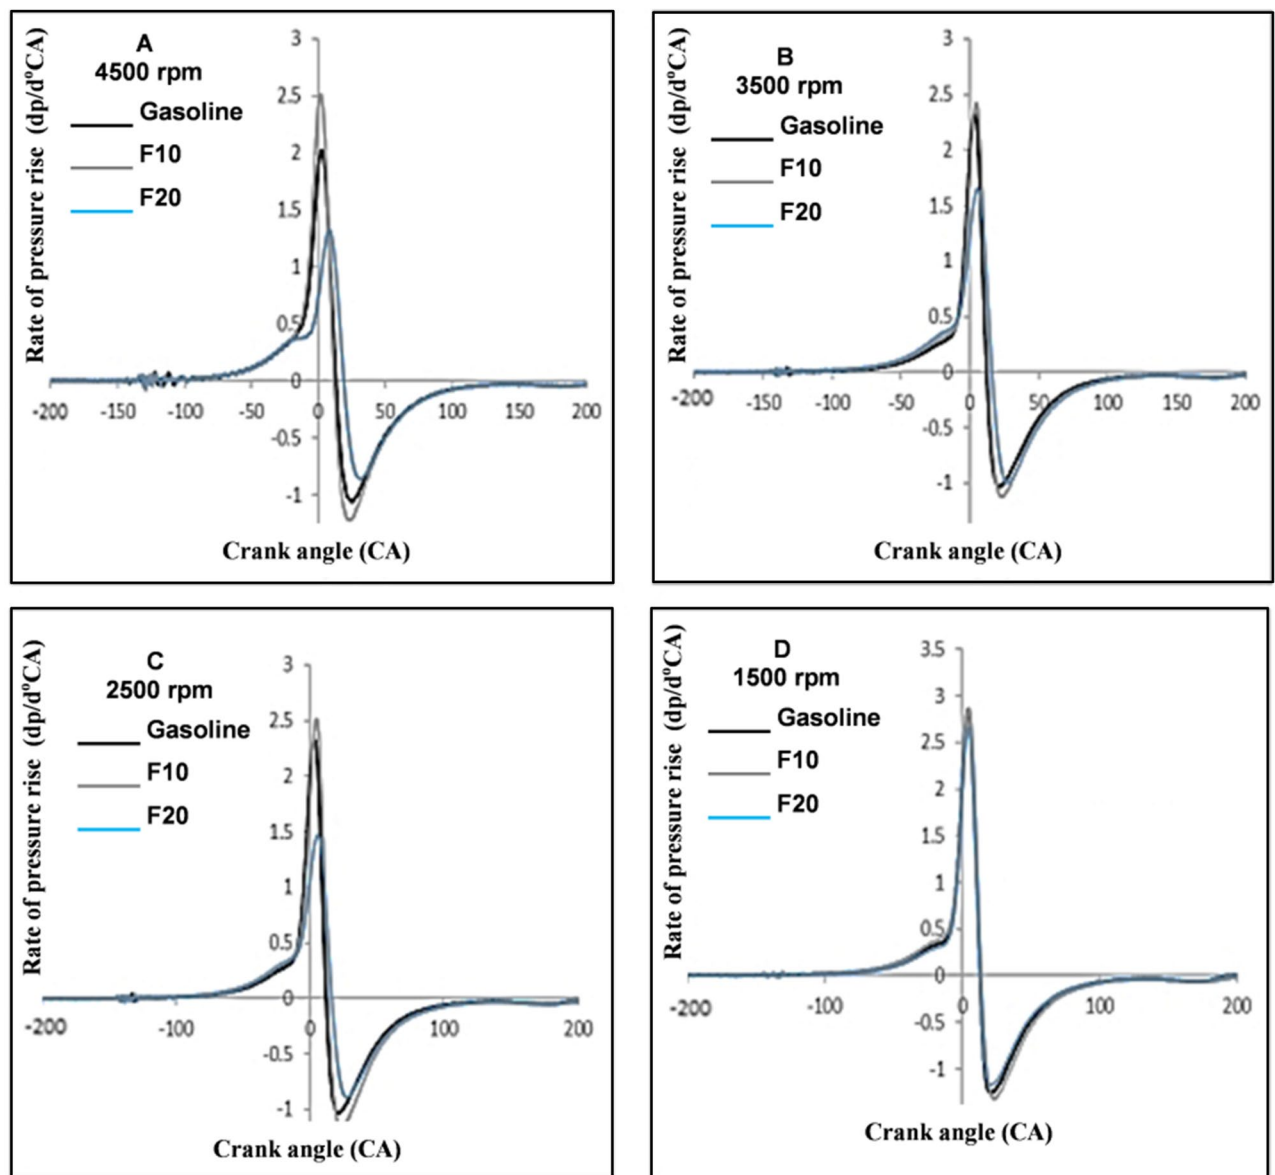 A
4500 rpm
Gasoline
F10
F20
Rate of pressure rise (dp/d°CA)
3
2.5
2
1.5
1
0.5
0
-0.5
-1
-200 -150 -100 -50 0 50 100 150 200
Crank angle (CA)
B
3500 rpm
Gasoline
F10
F20
Rate of pressure rise (dp/d°CA)
3
2.5
2
1.5
1
0.5
0
-0.5
-1
-200 -150 -100 -50 0 50 100 150 200
Crank angle (CA)
C
2500 rpm
Gasoline
F10
F20
Rate of pressure rise (dp/d°CA)
3
2.5
2
1.5
1
0.5
0
-0.5
-1
-200 -100 0 100 200
Crank angle (CA)
D
1500 rpm
Gasoline
F10
F20
Rate of pressure rise (dp/d°CA)
3.5
3
2.5
2
1.5
1
0.5
0
-0.5
-1
-200 -100 0 100 200
Crank angle (CA)